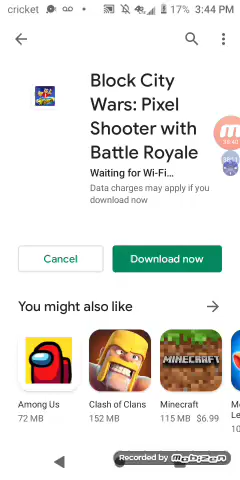 cricket 17% 3:44 PM
Block City
Wars: Pixel
Shooter with
Battle Royale
Waiting for Wi-Fi...
Data charges may apply if you
download now
Cancel Download now
You might also like
MINECRAFT
Among Us Clash of Clans Minecraft
72 MB 152 MB 115 MB $6.99
Recorded by mobizen